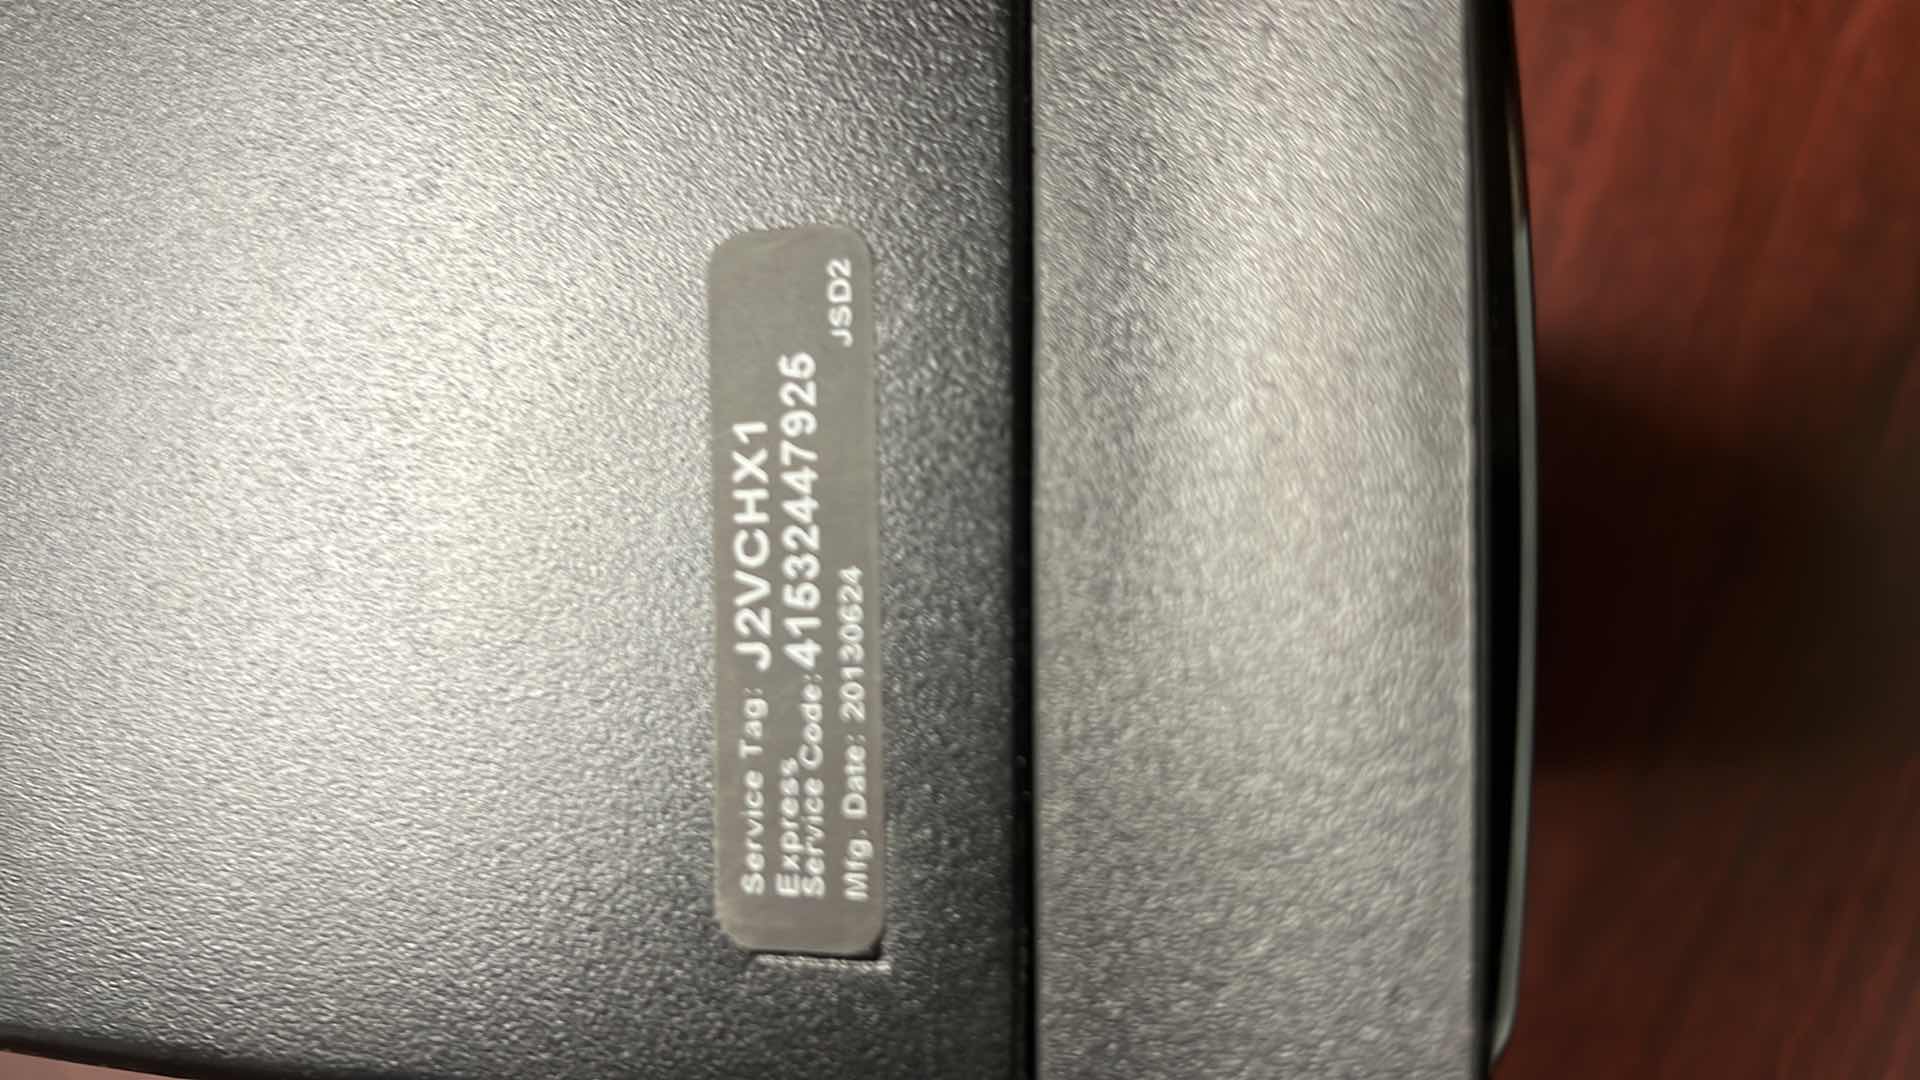 Service Tag: J2VCHX1
Express
Service Code: 41532447925
Mfg. Date: 20130624 JSD2